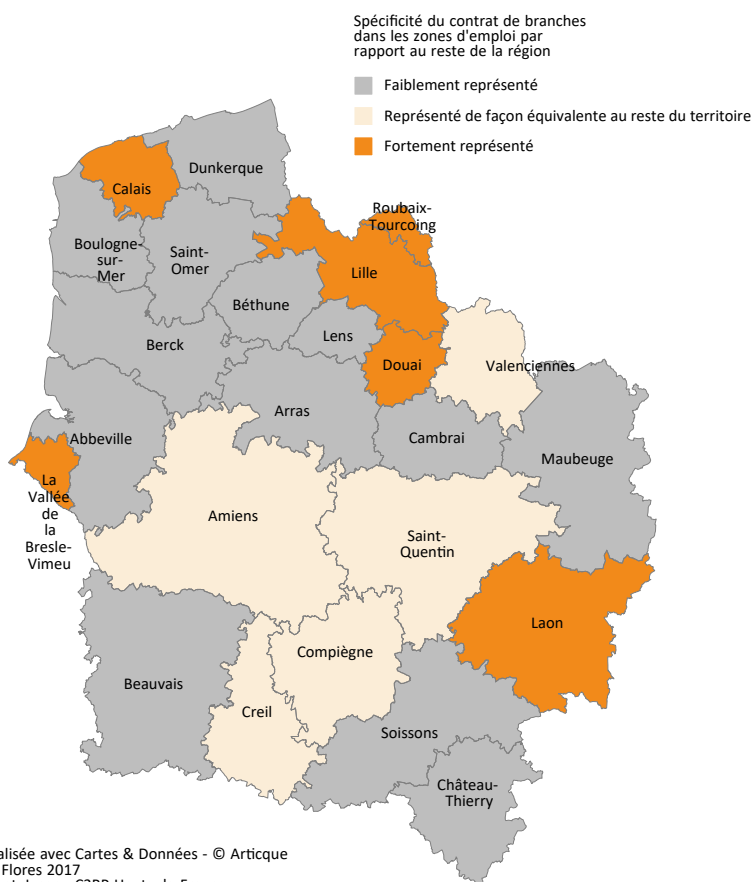 Spécificité du contrat de branches
dans les zones d'emploi par
rapport au reste de la région
Faiblement représenté
Représenté de façon équivalente au reste du territoire
Fortement représenté
Dunkerque
Calais
Roubaix-
Tourcoing
Boulogne-
sur-
Mer
Saint-
Omer
Lille
Béthune
Lens
Berck
Douai
Valenciennes
Arras
Abbeville
Cambrai
Maubeuge
La
Vallée
de
la
Bresle-
Vimeu
Amiens
Saint-
Quentin
Laon
Compiègne
Beauvais
Creil
Soissons
Château-
Thierry
alisée avec Cartes & Données - © Articque
Flores 2017